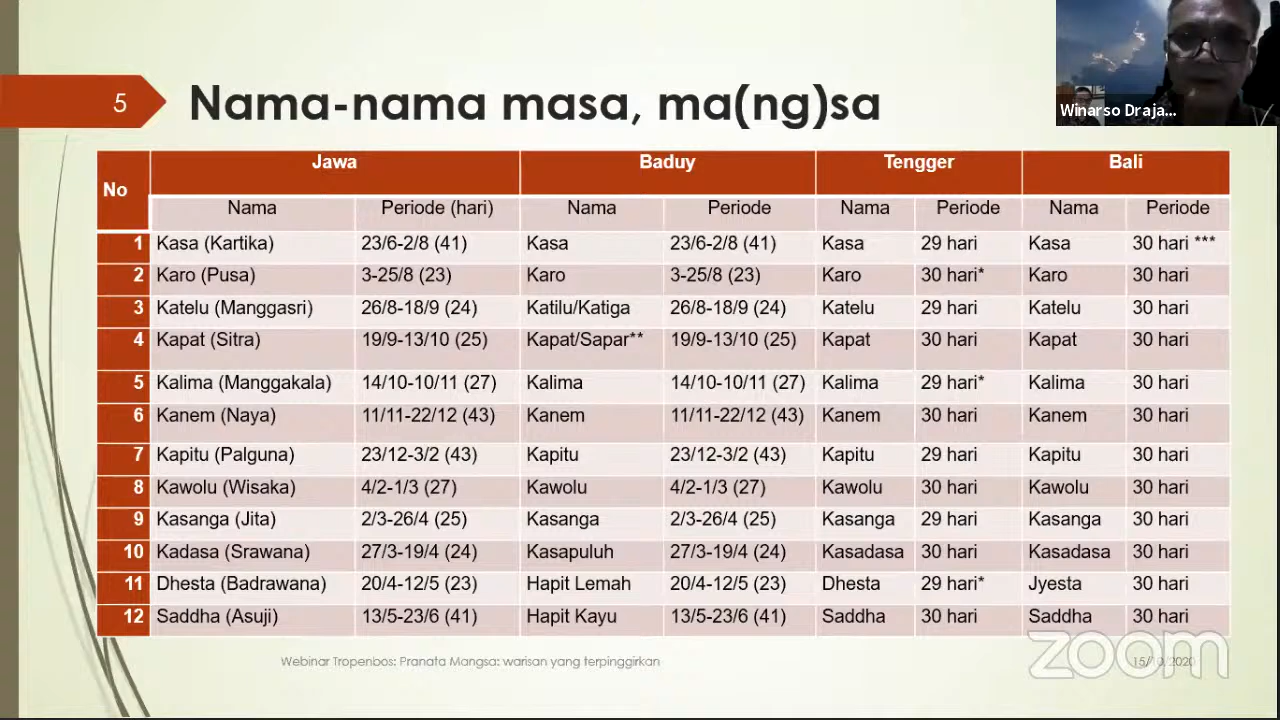 5
Nama-nama masa, ma(ng)sa
Winarso Draja...
No Jawa Baduy Tengger Bali
Nama Periode (hari) Nama Periode Nama Periode Nama Periode
1 Kasa (Kartika) 23/6-2/8 (41) Kasa 23/6-2/8 (41) Kasa 29 hari Kasa 30 hari ***
2 Karo (Pusa) 3-25/8 (23) Karo 3-25/8 (23) Karo 30 hari* Karo 30 hari
3 Katelu (Manggasri) 26/8-18/9 (24) Katilu/Katiga 26/8-18/9 (24) Katelu 29 hari Katelu 30 hari
4 Kapat (Sitra) 19/9-13/10 (25) Kapat/Sapar** 19/9-13/10 (25) Kapat 30 hari Kapat 30 hari
5 Kalima (Manggakala) 14/10-10/11 (27) Kalima 14/10-10/11 (27) Kalima 29 hari* Kalima 30 hari
6 Kanem (Naya) 11/11-22/12 (43) Kanem 11/11-22/12 (43) Kanem 30 hari Kanem 30 hari
7 Kapitu (Palguna) 23/12-3/2 (43) Kapitu 23/12-3/2 (43) Kapitu 29 hari Kapitu 30 hari
8 Kawolu (Wisaka) 4/2-1/3 (27) Kawolu 4/2-1/3 (27) Kawolu 30 hari Kawolu 30 hari
9 Kasanga (Jita) 2/3-26/4 (25) Kasanga 2/3-26/4 (25) Kasanga 29 hari Kasanga 30 hari
10 Kadasa (Srawana) 27/3-19/4 (24) Kasapuluh 27/3-19/4 (24) Kasadasa 30 hari Kasadasa 30 hari
11 Dhesta (Badrawana) 20/4-12/5 (23) Hapit Lemah 20/4-12/5 (23) Dhesta 29 hari* Jyesta 30 hari
12 Saddha (Asuji) 13/5-23/6 (41) Hapit Kayu 13/5-23/6 (41) Saddha 30 hari Saddha 30 hari
Webinar Tropenbos: Pranata Mangsa: warisan yang terpinggirkan 15/10/2020
zoom